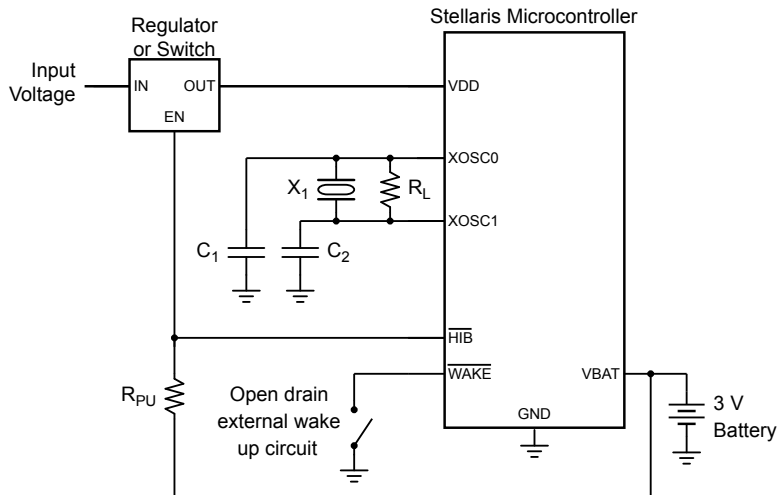 Stellaris Microcontroller
Regulator
or Switch
Input
Voltage
IN
OUT
EN
VDD
XOSC0
X1
RL
XOSC1
C1
C2
HIB
WAKE
VBAT
RPU
Open drain
external wake
up circuit
GND
3 V
Battery